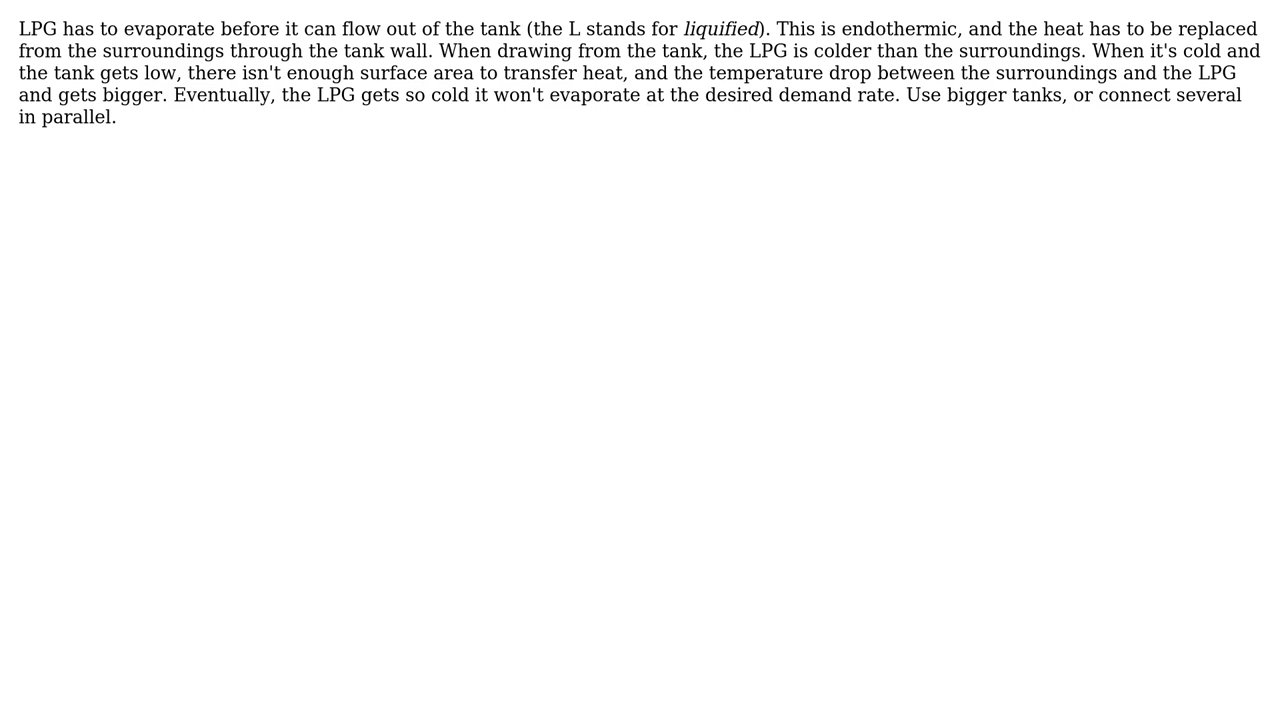 LPG has to evaporate before it can flow out of the tank (the L stands for liquified). This is endothermic, and the heat has to be replaced
from the surroundings through the tank wall. When drawing from the tank, the LPG is colder than the surroundings. When it's cold and
the tank gets low, there isn't enough surface area to transfer heat, and the temperature drop between the surroundings and the LPG
and gets bigger. Eventually, the LPG gets so cold it won't evaporate at the desired demand rate. Use bigger tanks, or connect several
in parallel.